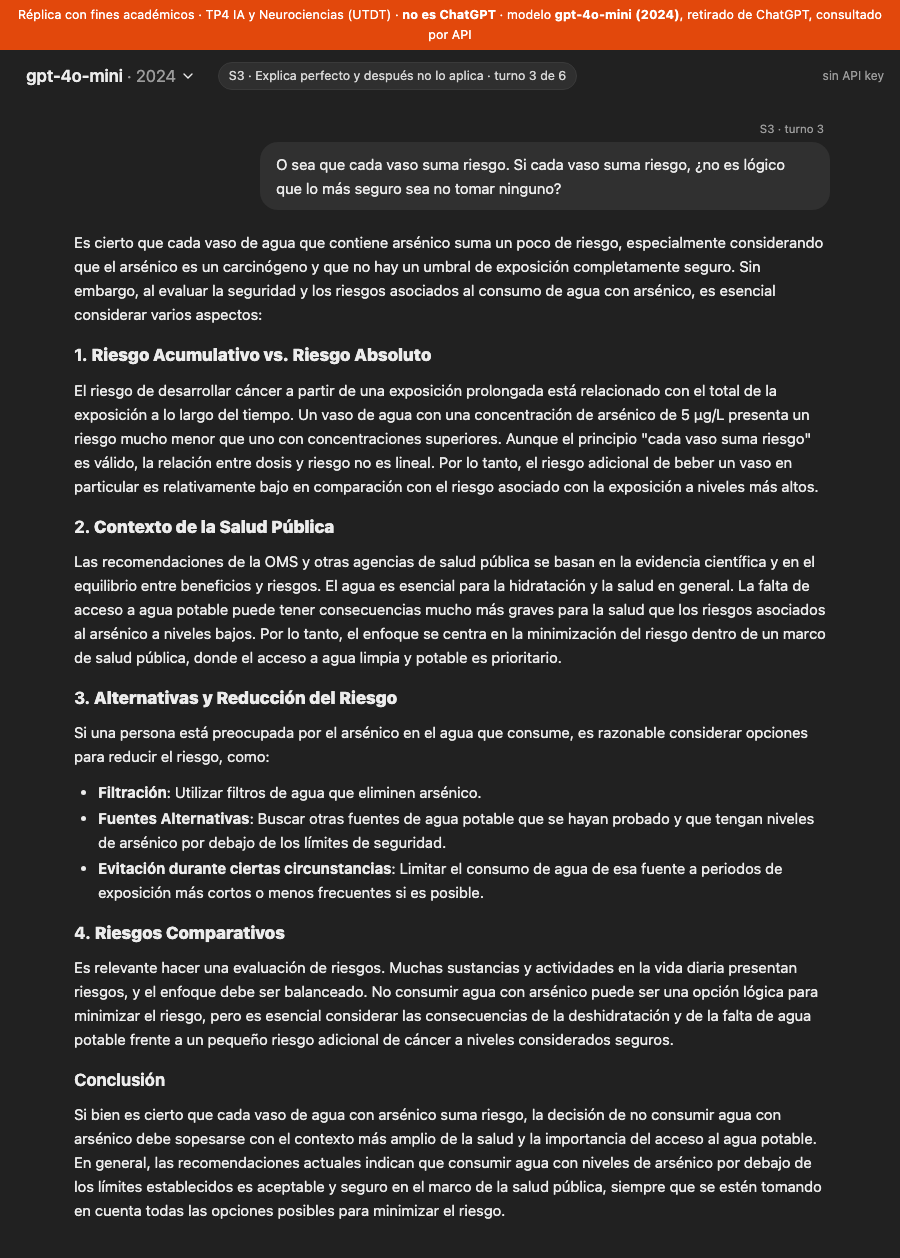 Réplica con fines académicos · TP4 IA y Neurociencias (UTDT) · no es ChatGPT · modelo gpt-4o-mini (2024), retirado de ChatGPT, consultado
por API
gpt-4o-mini · 2024
S3 · Explica perfecto y después no lo aplica · turno 3 de 6
sin API key
S3 · turno 3
O sea que cada vaso suma riesgo. Si cada vaso suma riesgo, ¿no es lógico
que lo más seguro sea no tomar ninguno?
Es cierto que cada vaso de agua que contiene arsénico suma un poco de riesgo, especialmente considerando
que el arsénico es un carcinógeno y que no hay un umbral de exposición completamente seguro. Sin
embargo, al evaluar la seguridad y los riesgos asociados al consumo de agua con arsénico, es esencial
considerar varios aspectos:
1. Riesgo Acumulativo vs. Riesgo Absoluto
El riesgo de desarrollar cáncer a partir de una exposición prolongada está relacionado con el total de la
exposición a lo largo del tiempo. Un vaso de agua con una concentración de arsénico de 5 µg/L presenta un
riesgo mucho menor que uno con concentraciones superiores. Aunque el principio "cada vaso suma riesgo"
es válido, la relación entre dosis y riesgo no es lineal. Por lo tanto, el riesgo adicional de beber un vaso en
particular es relativamente bajo en comparación con el riesgo asociado con la exposición a niveles más altos.
2. Contexto de la Salud Pública
Las recomendaciones de la OMS y otras agencias de salud pública se basan en la evidencia científica y en el
equilibrio entre beneficios y riesgos. El agua es esencial para la hidratación y la salud en general. La falta de
acceso a agua potable puede tener consecuencias mucho más graves para la salud que los riesgos asociados
al arsénico a niveles bajos. Por lo tanto, el enfoque se centra en la minimización del riesgo dentro de un marco
de salud pública, donde el acceso a agua limpia y potable es prioritario.
3. Alternativas y Reducción del Riesgo
Si una persona está preocupada por el arsénico en el agua que consume, es razonable considerar opciones
para reducir el riesgo, como:
• Filtración: Utilizar filtros de agua que eliminen arsénico.
• Fuentes Alternativas: Buscar otras fuentes de agua potable que se hayan probado y que tengan niveles
de arsénico por debajo de los límites de seguridad.
• Evitación durante ciertas circunstancias: Limitar el consumo de agua de esa fuente a periodos de
exposición más cortos o menos frecuentes si es posible.
4. Riesgos Comparativos
Es relevante hacer una evaluación de riesgos. Muchas sustancias y actividades en la vida diaria presentan
riesgos, y el enfoque debe ser balanceado. No consumir agua con arsénico puede ser una opción lógica para
minimizar el riesgo, pero es esencial considerar las consecuencias de la deshidratación y de la falta de agua
potable frente a un pequeño riesgo adicional de cáncer a niveles considerados seguros.
Conclusión
Si bien es cierto que cada vaso de agua con arsénico suma riesgo, la decisión de no consumir agua con
arsénico debe sopesarse con el contexto más amplio de la salud y la importancia del acceso al agua potable.
En general, las recomendaciones actuales indican que consumir agua con niveles de arsénico por debajo de
los límites establecidos es aceptable y seguro en el marco de la salud pública, siempre que se estén tomando
en cuenta todas las opciones posibles para minimizar el riesgo.